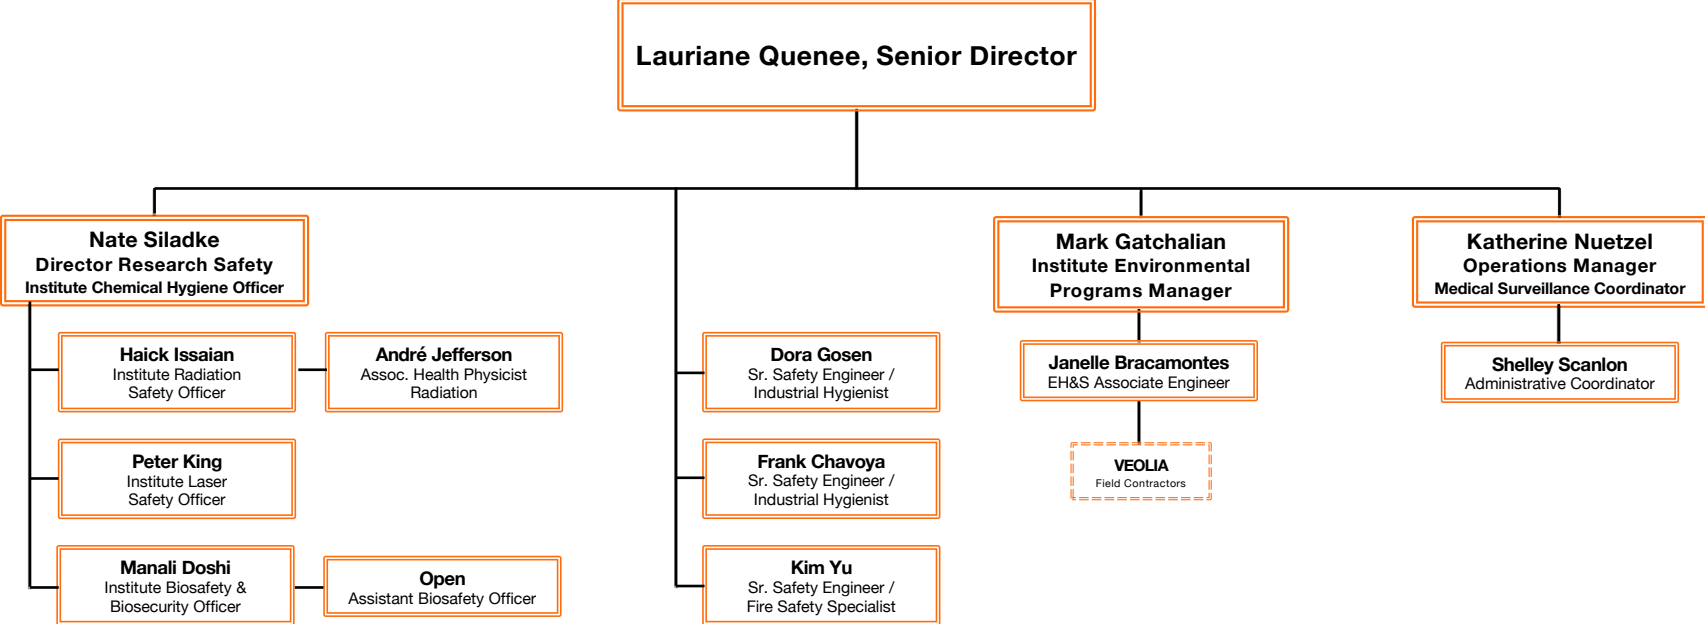 Lauriane Quenee, Senior Director
Nate Siladke
Director Research Safety
Institute Chemical Hygiene Officer
Haick Issaian
Institute Radiation
Safety Officer
André Jefferson
Assoc. Health Physicist
Radiation
Peter King
Institute Laser
Safety Officer
Manali Doshi
Institute Biosafety &
Biosecurity Officer
Open
Assistant Biosafety Officer
Dora Gosen
Sr. Safety Engineer /
Industrial Hygienist
Frank Chavoya
Sr. Safety Engineer /
Industrial Hygienist
Kim Yu
Sr. Safety Engineer /
Fire Safety Specialist
Mark Gatchalian
Institute Environmental
Programs Manager
Janelle Bracamontes
EH&S Associate Engineer
VEOLIA
Field Contractors
Katherine Nuetzel
Operations Manager
Medical Surveillance Coordinator
Shelley Scanlon
Administrative Coordinator